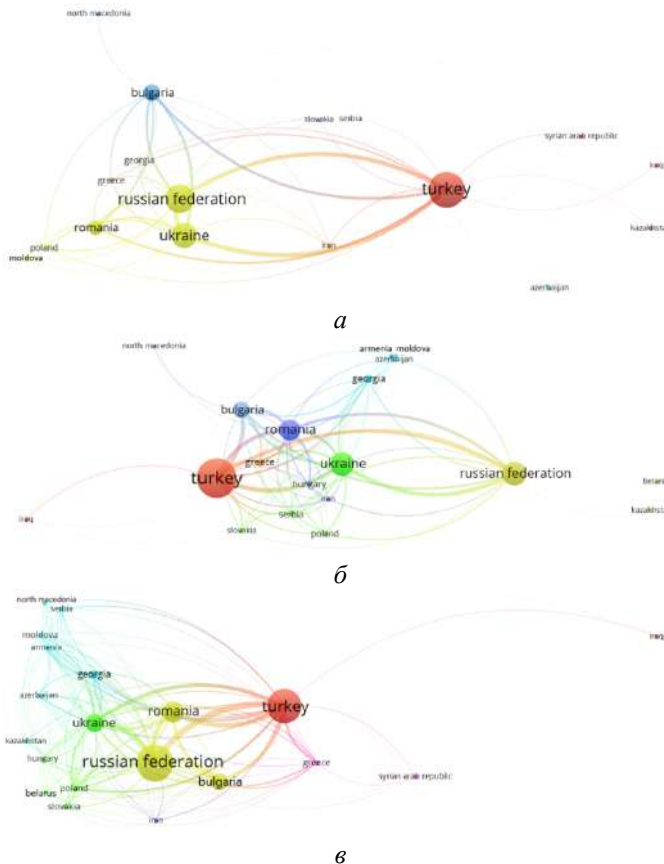 north macedonia
bulgaria
slovakia serbia
syrian arab republic
georgia
iraq
greece
turkey
russian federation
romania
ukraine
kazakhsta
poland
iran
moldova
azerbaijan
а
north macedonia
armenia moldova
azerbaijan
georgia
bulgaria
romania
greece
ukraine
turkey
russian federation
hungary
iran
belaru
kazakhsta
serbia
iraq
slovakia
poland
б
north macedonia
serbia
moldova
armenia
iraq
georgia
azerbaijan
romania
turkey
ukraine
kazakhstan
hungary
russian federation
greece
syrian arab republic
poland
bulgaria
belarus
slovakia
iran
в